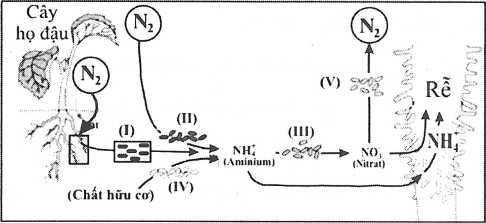 Cây
họ đậu
N₂
N₂
N₂
(I)
(II)
(III)
(IV)
(V)
(Chất hữu cơ)
NH₄⁺
(Aminium)
NO₃⁻
(Nitrat)
Rễ
NH₄⁺